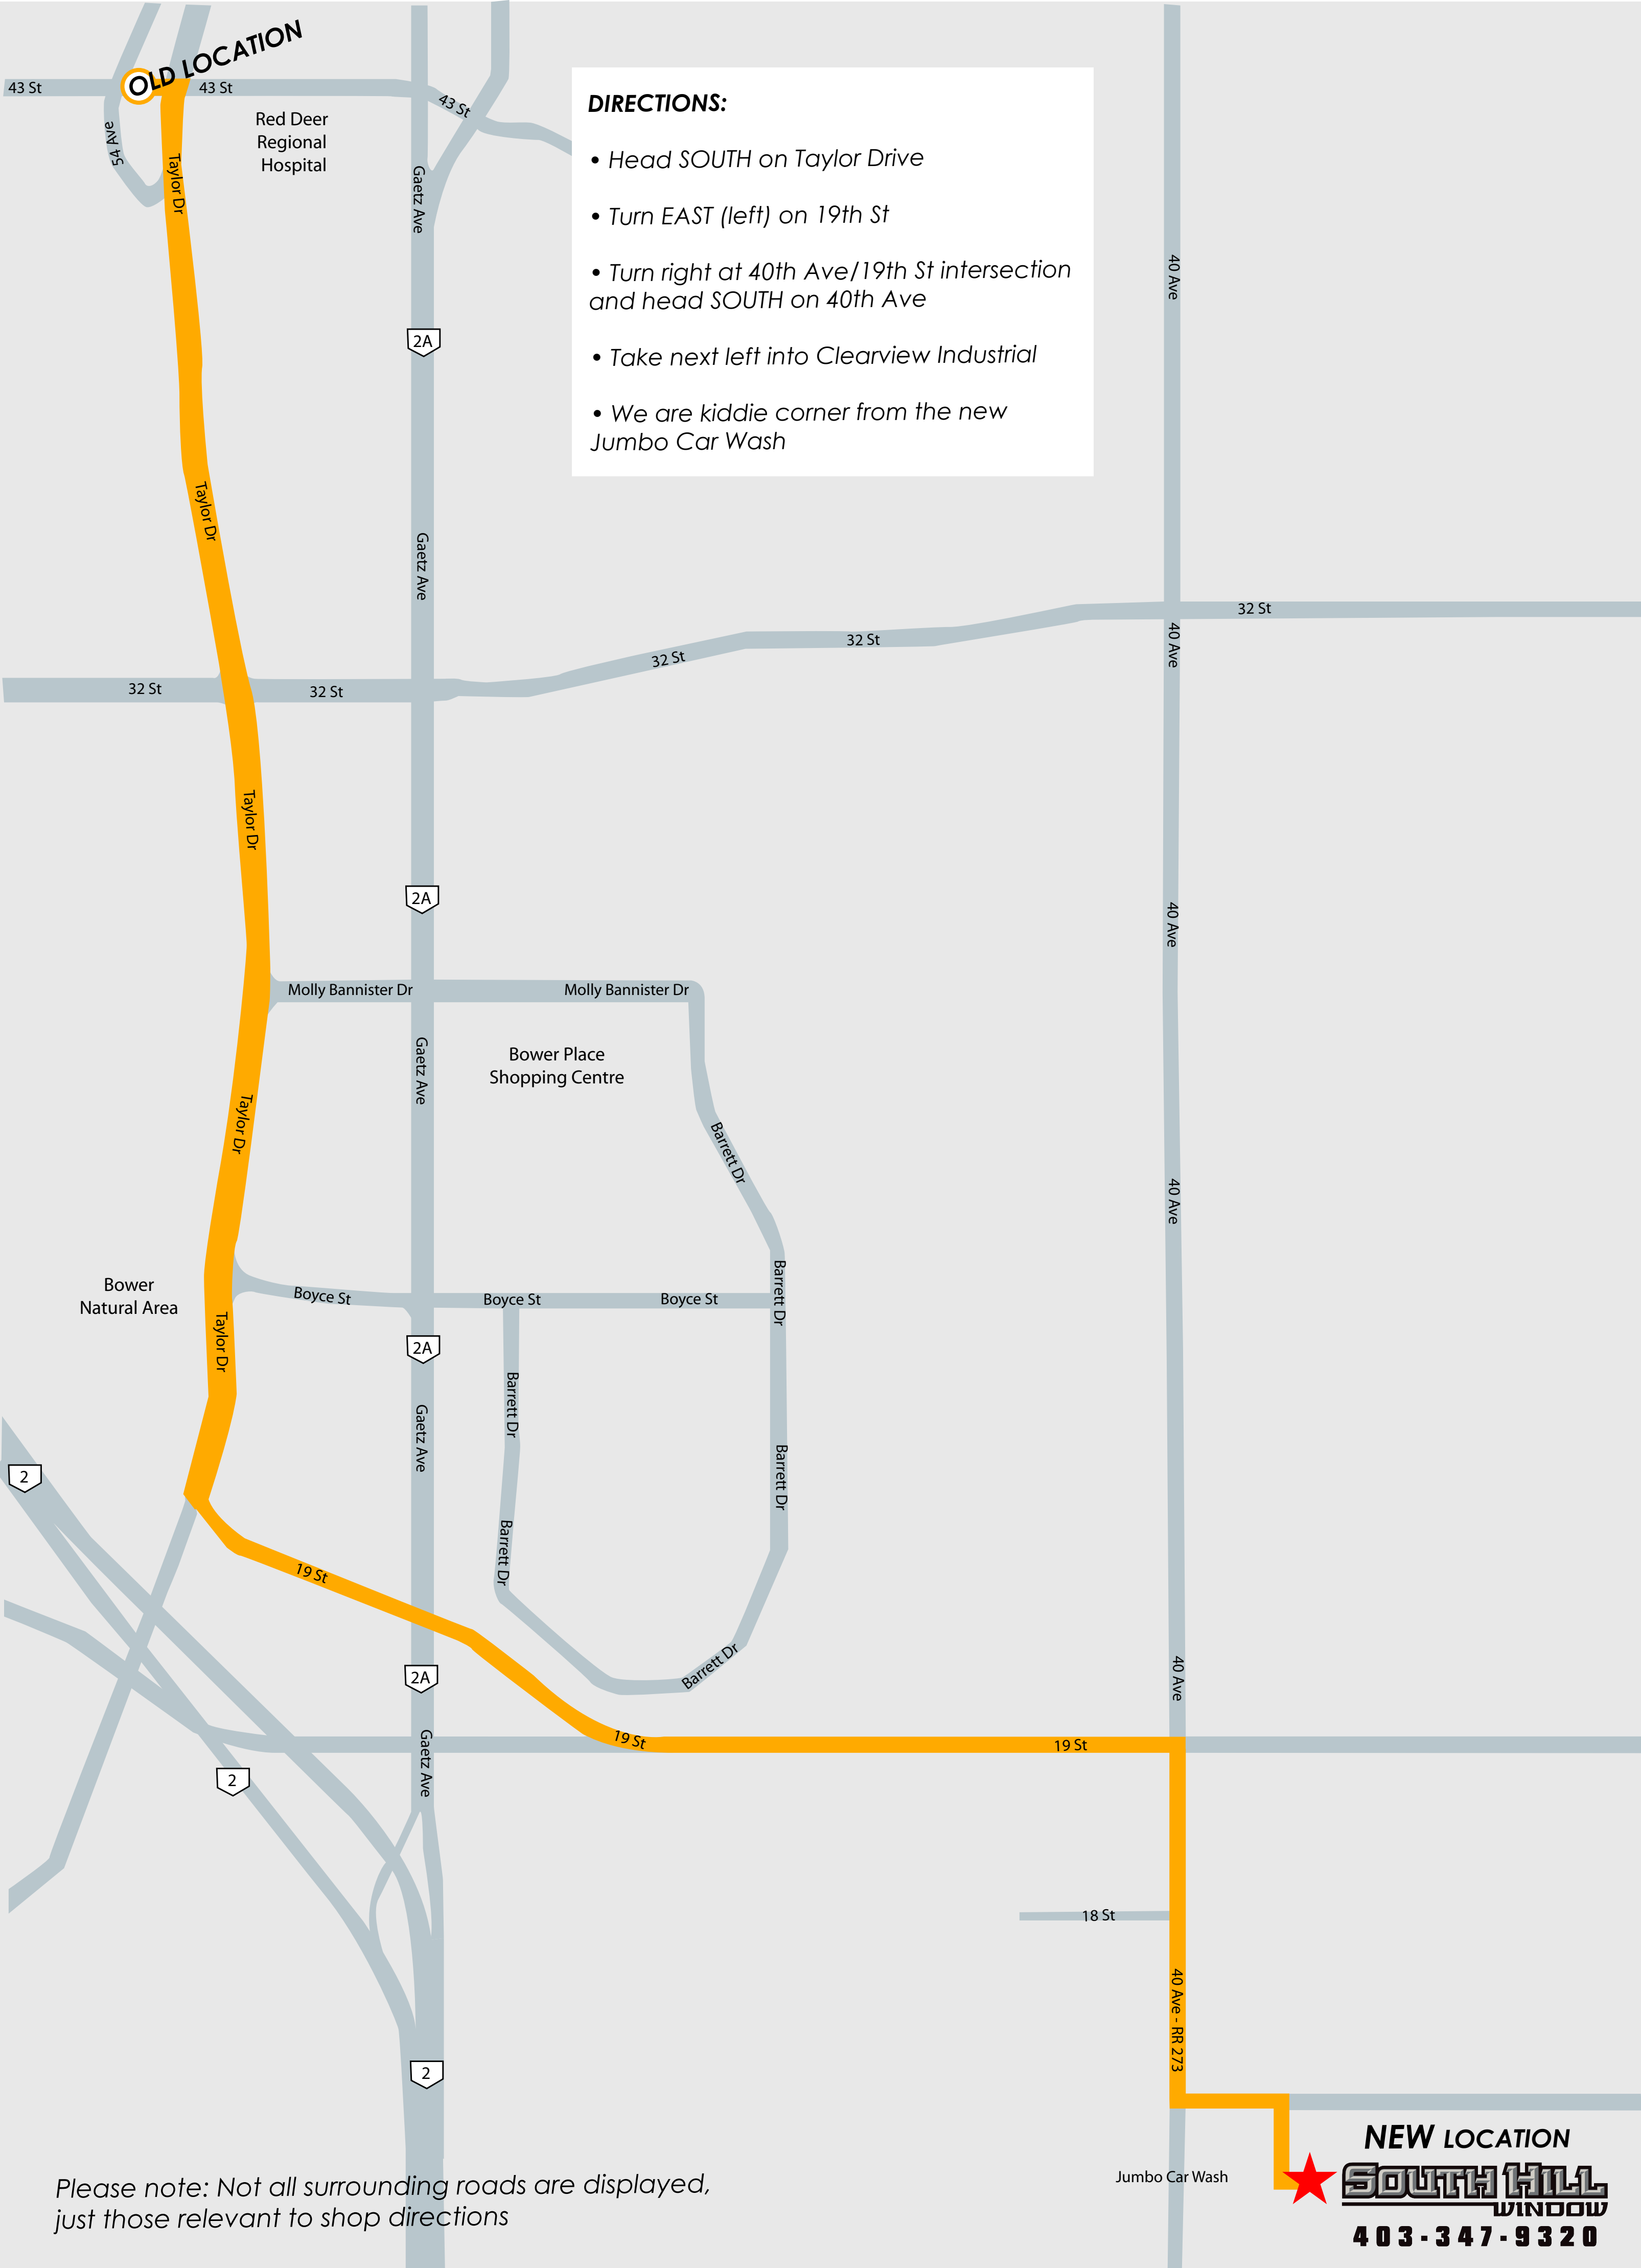 OLD LOCATION
43 St
43 St
43 St
54 Ave
Taylor Dr
Red Deer
Regional
Hospital
Gaetz Ave
DIRECTIONS:
• Head SOUTH on Taylor Drive
• Turn EAST (left) on 19th St
• Turn right at 40th Ave/19th St intersection
and head SOUTH on 40th Ave
• Take next left into Clearview Industrial
• We are kiddie corner from the new
Jumbo Car Wash
40 Ave
2A
Taylor Dr
Gaetz Ave
32 St
32 St
32 St
32 St
32 St
40 Ave
Taylor Dr
2A
40 Ave
Molly Bannister Dr
Molly Bannister Dr
Gaetz Ave
Bower Place
Shopping Centre
Taylor Dr
Barrett Dr
40 Ave
Bower
Natural Area
Taylor Dr
Boyce St
Boyce St
Boyce St
Barrett Dr
2A
Barrett Dr
Gaetz Ave
Barrett Dr
2
Barrett Dr
19 St
Barrett Dr
2A
40 Ave
19 St
19 St
Gaetz Ave
2
18 St
40 Ave - RR 273
2
NEW LOCATION
Jumbo Car Wash
SOUTH HILL
WINDOW
403-347-9320
Please note: Not all surrounding roads are displayed,
just those relevant to shop directions